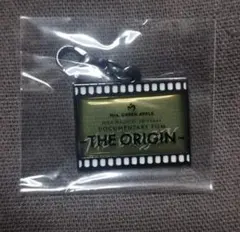 Mrs. GREEN APPLE
DOCUMENTARY FILM
-THE ORIGIN-